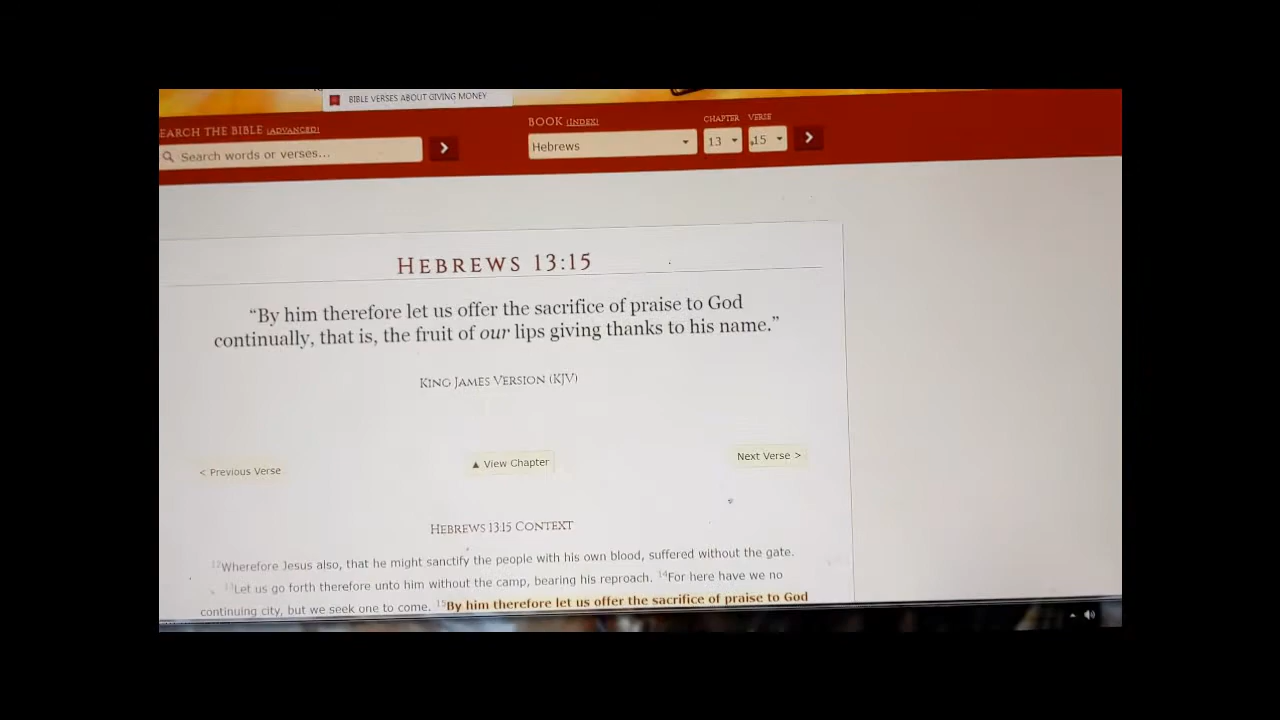 BIBLE VERSES ABOUT GIVING MONEY
EARCH THE BIBLE (ADVANCED)
BOOK (INDEX)
CHAPTER
VERSE
Search words or verses...
Hebrews
13
15
HEBREWS 13:15
“By him therefore let us offer the sacrifice of praise to God
continually, that is, the fruit of our lips giving thanks to his name.”
KING JAMES VERSION (KJV)
< Previous Verse
▲ View Chapter
Next Verse >
HEBREWS 13:15 CONTEXT
12Wherefore Jesus also, that he might sanctify the people with his own blood, suffered without the gate.
13Let us go forth therefore unto him without the camp, bearing his reproach. 14For here have we no
continuing city, but we seek one to come. 15By him therefore let us offer the sacrifice of praise to God